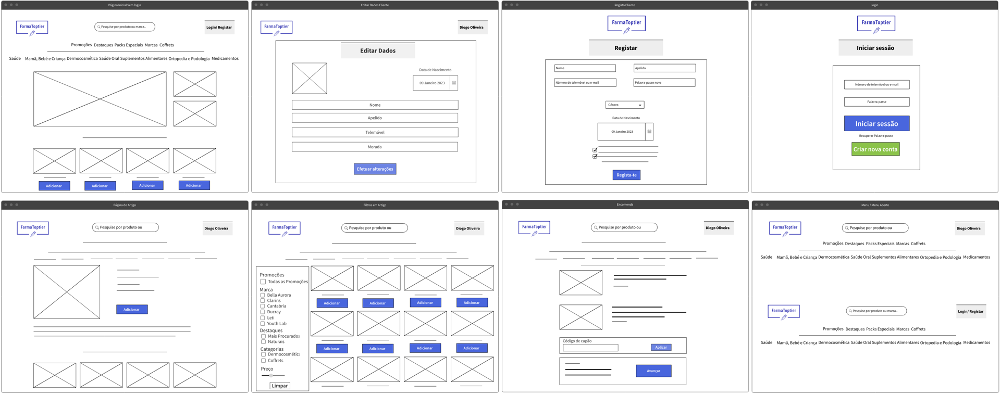 Página Inicial Sem login
FarmaToptier
Pesquise por produto ou marca..
Login/ Registar
Promoções Destaques Packs Especiais Marcas Coffrets
Saúde Mamã, Bebé e Criança Dermocosmética Saúde Oral Suplementos Alimentares Ortopedia e Podologia Medicamentos
Adicionar Adicionar Adicionar Adicionar
Editar Dados Cliente
FarmaToptier
Diogo Oliveira
Editar Dados
Data de Nascimento
09 Janeiro 2023
Nome
Apelido
Telemóvel
Morada
Efetuar alterações
Registo Cliente
FarmaToptier
Registar
Nome Apelido
Número de telemóvel ou e-mail Palavra-passe nova
Género
Data de Nascimento
09 Janeiro 2023
Regista-te
Login
FarmaToptier
Iniciar sessão
Número de telemóvel ou e-mail
Palavra-passe
Iniciar sessão
Recuperar Palavra-passe
Criar nova conta
Página do Artigo
FarmaToptier
Pesquise por produto ou
Diogo Oliveira
Adicionar
Filtros em Artigo
FarmaToptier
Pesquise por produto ou
Diogo Oliveira
Promoções
Todas as Promoções
Marca
Bella Aurora
Clarins
Cantabria
Ducray
Leti
Youth Lab
Destaques
Mais Procurados
Naturais
Categorias
Dermocosmética
Coffrets
Preço
Limpar
Adicionar Adicionar Adicionar Adicionar
Adicionar Adicionar Adicionar Adicionar
Encomenda
FarmaToptier
Pesquise por produto ou
Diogo Oliveira
Código de cupão
Aplicar
Avançar
Menu / Menu Aberto
FarmaToptier
Pesquise por produto ou
Diogo Oliveira
Promoções Destaques Packs Especiais Marcas Coffrets
Saúde Mamã, Bebé e Criança Dermocosmética Saúde Oral Suplementos Alimentares Ortopedia e Podologia Medicamentos
FarmaToptier
Pesquise por produto ou marca..
Login/ Registar
Promoções Destaques Packs Especiais Marcas Coffrets
Saúde Mamã, Bebé e Criança Dermocosmética Saúde Oral Suplementos Alimentares Ortopedia e Podologia Medicamentos